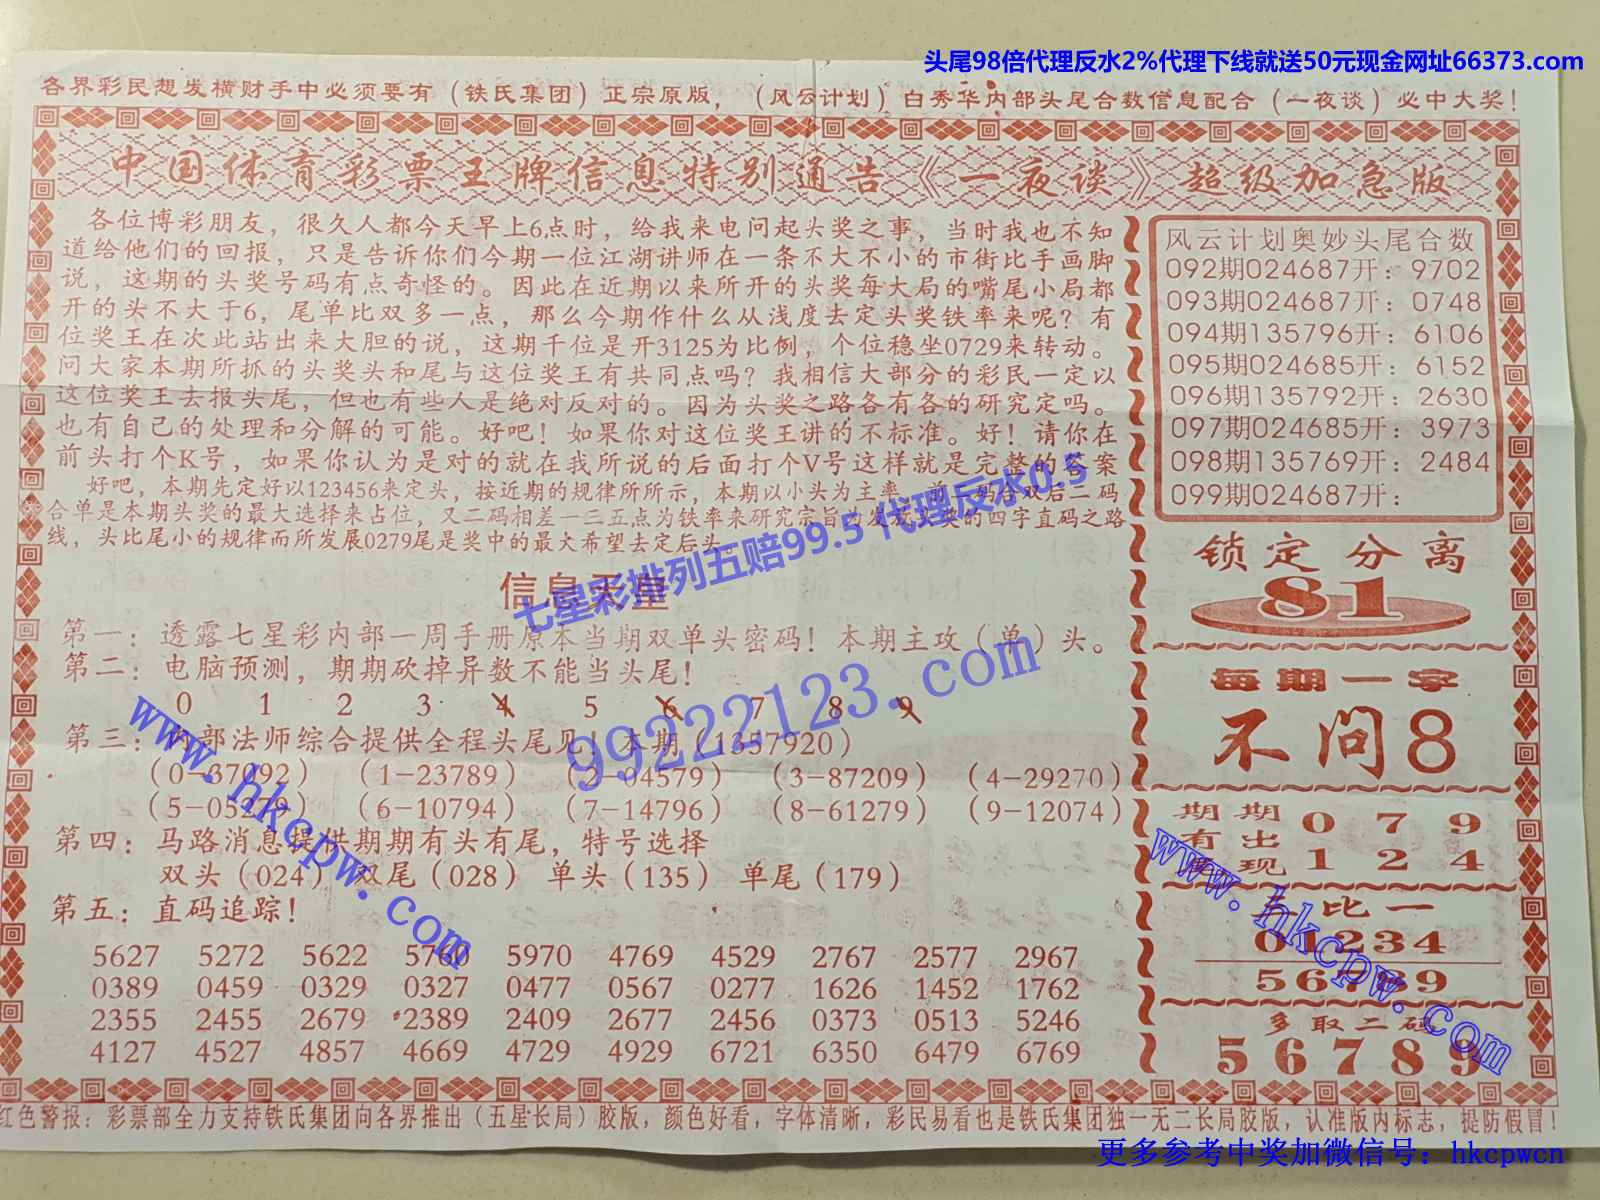 头尾98倍代理反水2%代理下线就送50元现金网址66373.com
各界彩民想发横财手中必须要有（铁氏集团）正宗原版，（风云计划）白秀华内部头尾合数信息配合（一夜谈）必中大奖！
中国体育彩票王牌信息特别通告《一夜谈》超级加急版
各位博彩朋友，很久人都今天早上6点时，给我来电问起头奖之事，当时我也不知
道给他们的回报，只是告诉你们今期一位江湖讲师在一条不大不小的市街比手画脚
说，这期的头奖号码有点奇怪的。因此在近期以来所开的头奖每大局的嘴尾小局都
开的头不大于6，尾单比双多一点，那么今期作什么从浅度去定头奖铁率来呢？有
位奖王在次此站出来大胆的说，这期千位是开3125为比例，个位稳坐0729来转动。
问大家本期所抓的头奖头和尾与这位奖王有共同点吗？我相信大部分的彩民一定以
这位奖王去报头尾，但也有些人是绝对反对的。因为头奖之路各有各的研究定吗。
也有自己的处理和分解的可能。好吧！如果你对这位奖王讲的不标准。好！请你在
前头打个K号，如果你认为是对的就在我所说的后面打个V号这样就是完整的答案
好吧，本期先定好以123456来定头，按近期的规律所所示，本期以小头为主率，前二码合双后二码
合单是本期头奖的最大选择来占位，又二码相差一二五点为铁率来研究宗旨的发成头奖的四字直码之路
线，头比尾小的规律而所发展0279尾是奖中的最大希望去定后头。
七星彩排列五赔99.5 代理反水0.5
信息天皇
第一：透露七星彩内部一周手册原本当期双单头密码！本期主攻（单）头。
第二：电脑预测，期期砍掉异数不能当头尾！
0 1 2 3 4 5 6 7 8 9
99222123.com
www.hkcpw.com
第三：内部法师综合提供全程头尾见！本期（1357920）
（0-37092）（1-23789）（2-04579）（3-87209）（4-29270）
（5-05279）（6-10794）（7-14796）（8-61279）（9-12074）
第四：马路消息提供期期有头有尾，特号选择
双头（024）双尾（028）单头（135）单尾（179）
第五：直码追踪！
5627 5272 5622 5760 5970 4769 4529 2767 2577 2967
0389 0459 0329 0327 0477 0567 0277 1626 1452 1762
2355 2455 2679 2389 2409 2677 2456 0373 0513 5246
4127 4527 4857 4669 4729 4929 6721 6350 6479 6769
风云计划奥妙头尾合数
092期024687开：9702
093期024687开：0748
094期135796开：6106
095期024685开：6152
096期135792开：2630
097期024685开：3973
098期135769开：2484
099期024687开：
锁定分离
81
每期一字
不问8
期期 0 7 9
有出
现 1 2 4
www.hkcpw.com
比一
01234
56789
多取二码
56789
红色警报：彩票部全力支持铁氏集团向各界推出（五星长局）胶版，颜色好看，字体清晰，彩民易看也是铁氏集团独一无二长局胶版，认准版内标志，提防假冒！
更多参考中奖加微信号：hkcpwcn